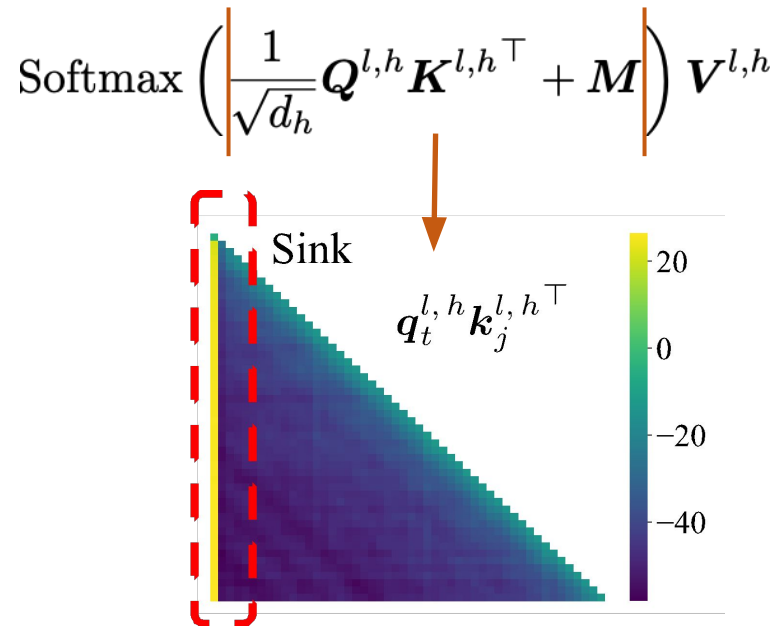 Softmax ( 1/√d_h Q^{l,h} K^{l,h⊤} + M ) V^{l,h}
Sink
q_t^{l, h} k_j^{l, h⊤}
20
0
−20
−40